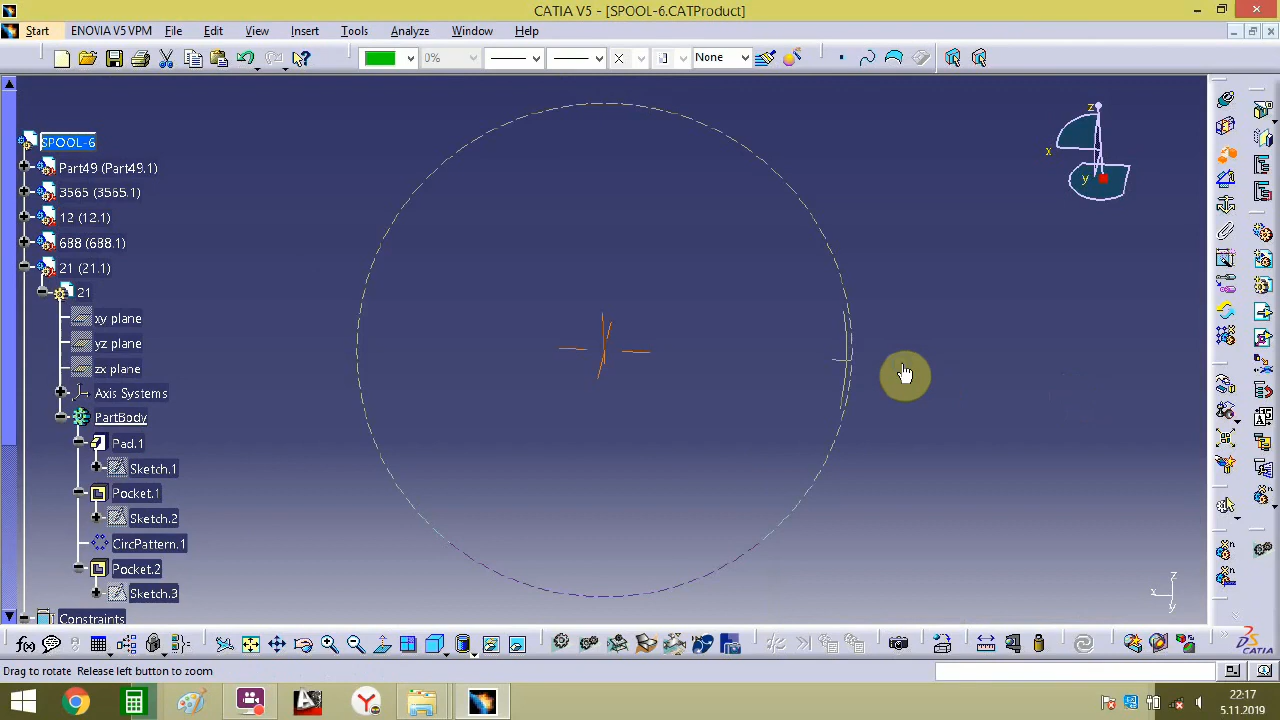 CATIA V5 - [SPOOL-6.CATProduct]
Start ENOVIA V5 VPM File Edit View Insert Tools Analyze Window Help
0% None
SPOOL-6
Part49 (Part49.1)
3565 (3565.1)
12 (12.1)
688 (688.1)
21 (21.1)
21
xy plane
yz plane
zx plane
Axis Systems
PartBody
Pad.1
Sketch.1
Pocket.1
Sketch.2
CircPattern.1
Pocket.2
Sketch.3
Constraints
z
x
y
z
x
y
f(x)
CATIA
Drag to rotate Release left button to zoom
22:17
5.11.2019